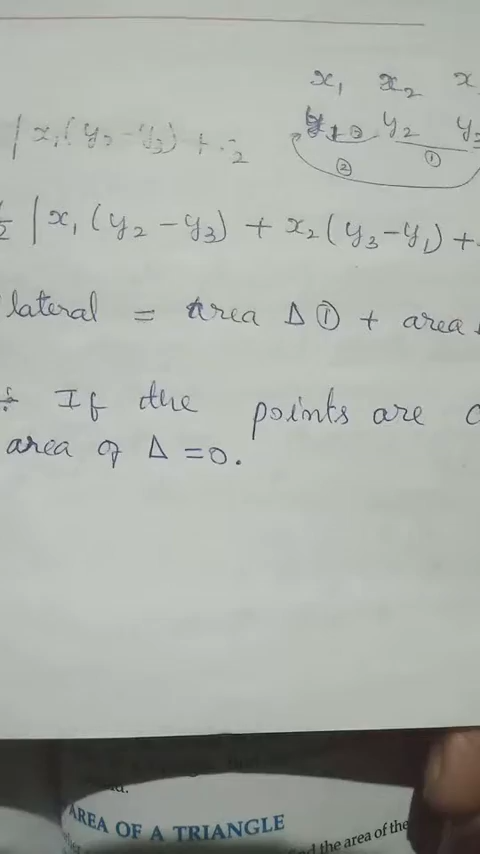 x₁ x₂ x
y₂ y₃
② ①
| x₁(y₂-y₃) +
1/2 | x₁ (y₂ - y₃) + x₂ (y₃ - y₁) +
lateral = area Δ ① + area
If the points are c
area of Δ = 0.
AREA OF A TRIANGLE
d the area of the